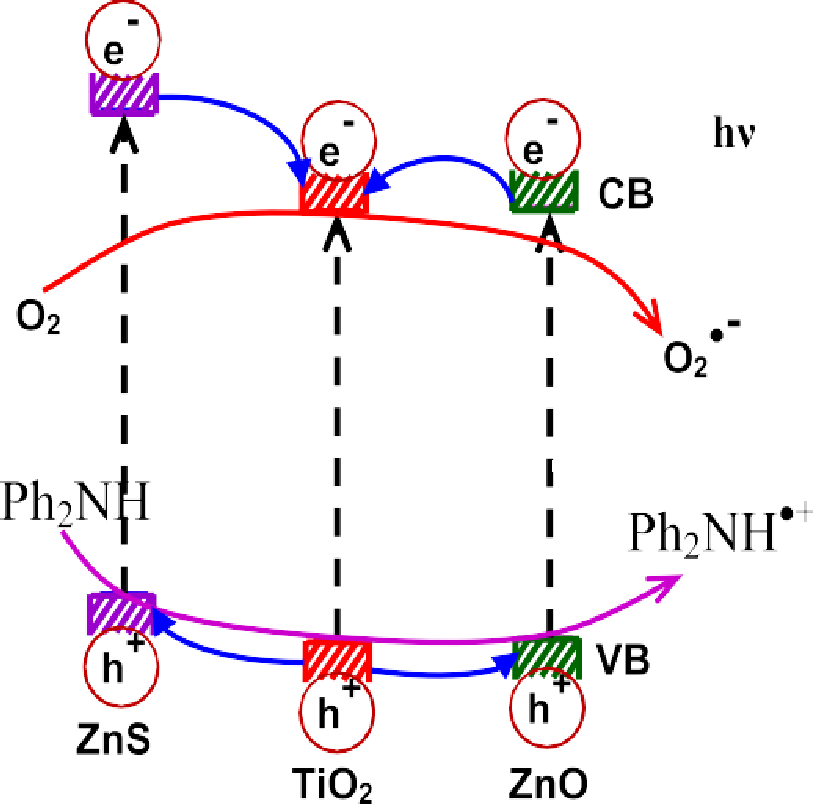 e⁻
e⁻
e⁻
hν
CB
O₂
O₂•⁻
Ph₂NH
Ph₂NH•⁺
VB
h⁺
h⁺
h⁺
ZnS
TiO₂
ZnO